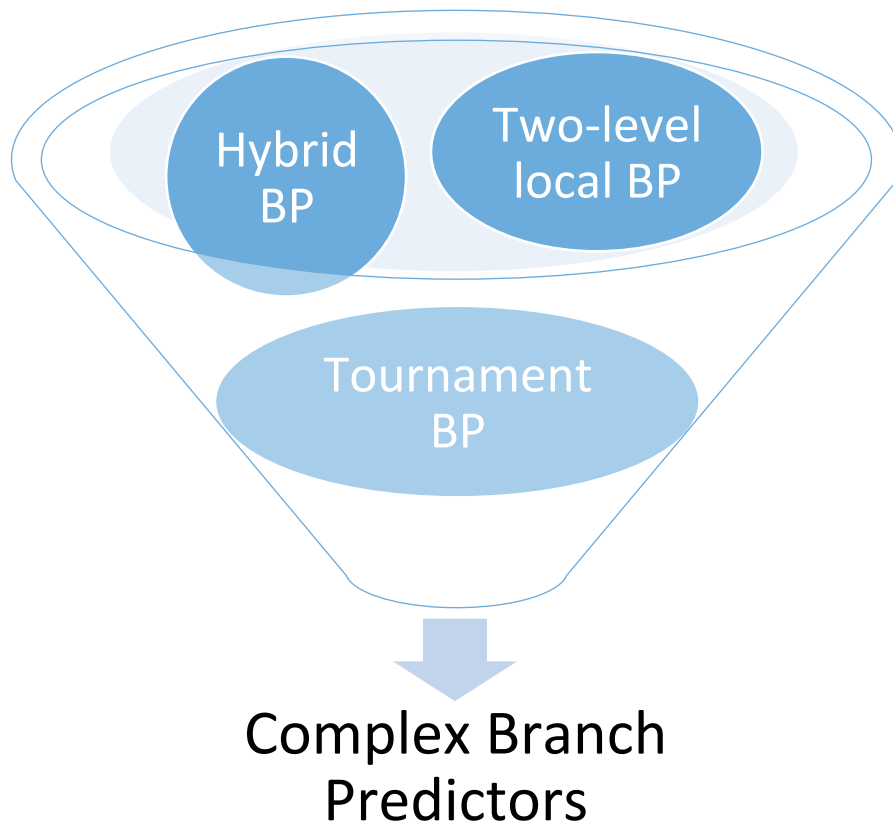 Hybrid
BP
Two-level
local BP
Tournament
BP
Complex Branch
Predictors